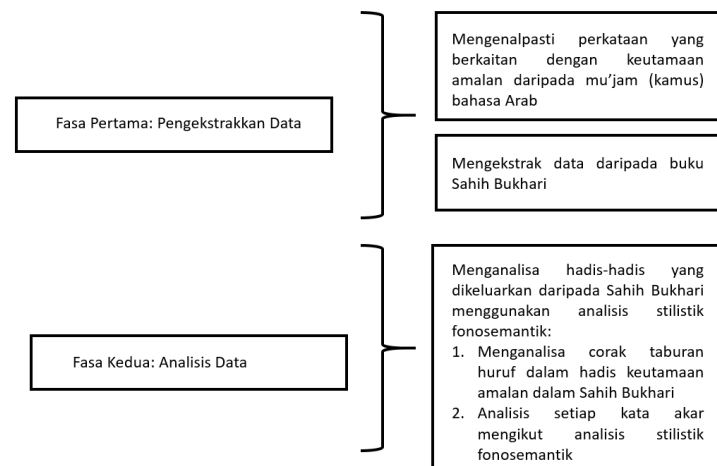 Fasa Pertama: Pengekstrakkan Data
Mengenalpasti perkataan yang
berkaitan dengan keutamaan
amalan daripada mu’jam (kamus)
bahasa Arab
Mengekstrak data daripada buku
Sahih Bukhari
Fasa Kedua: Analisis Data
Menganalisa hadis-hadis yang
dikeluarkan daripada Sahih Bukhari
menggunakan analisis stilistik
fonosemantik:
1. Menganalisa corak taburan
huruf dalam hadis keutamaan
amalan dalam Sahih Bukhari
2. Analisis setiap kata akar
mengikut analisis stilistik
fonosemantik